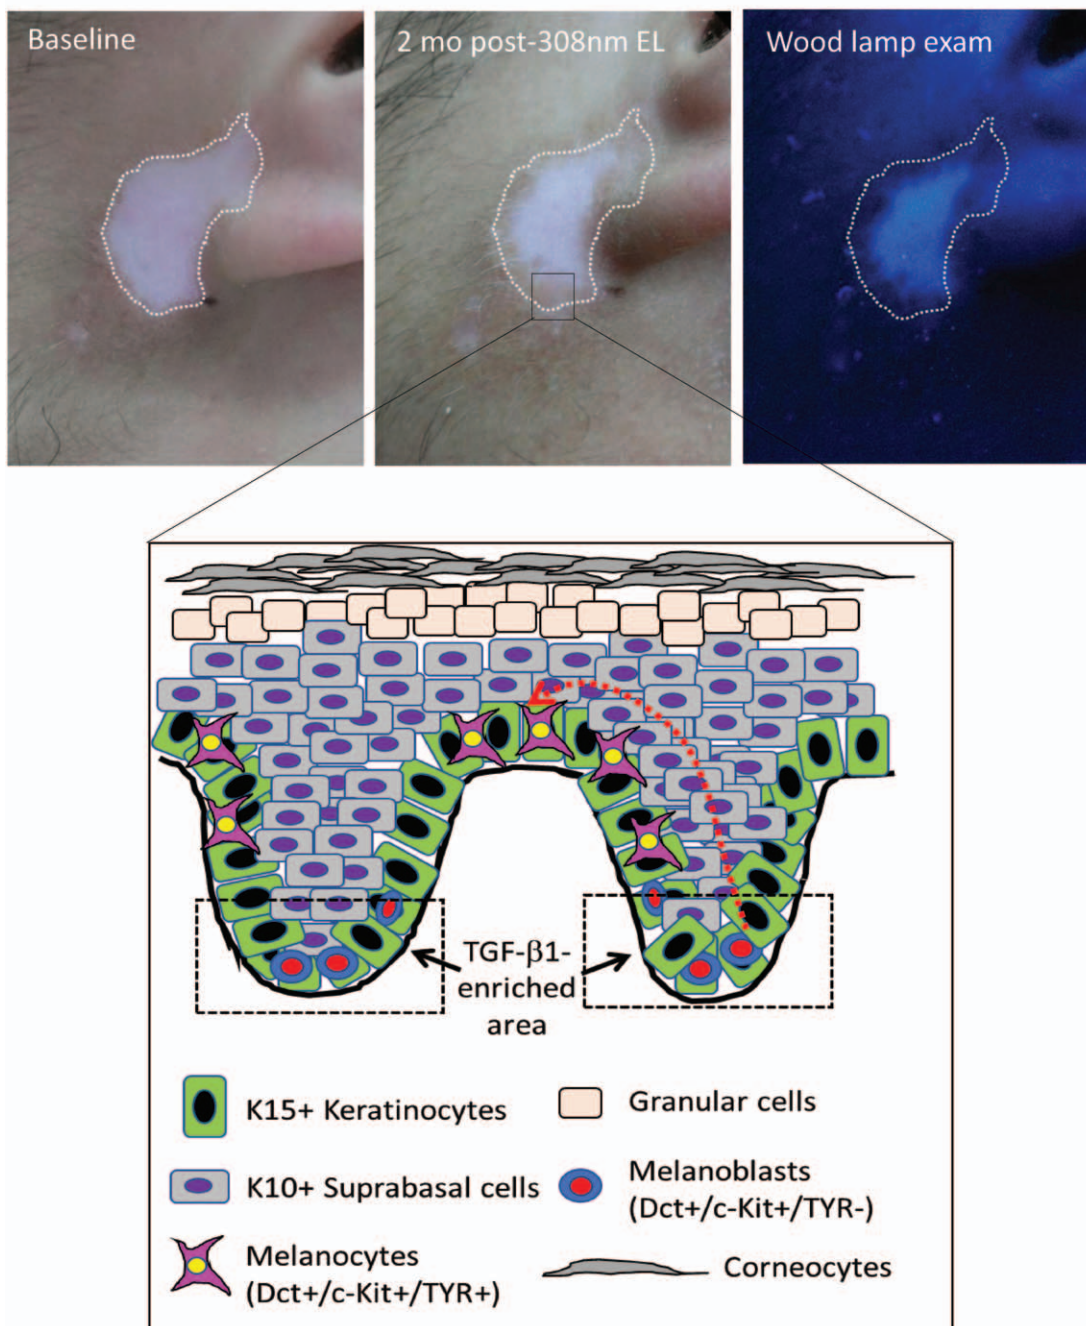 Baseline
2 mo post-308nm EL
Wood lamp exam
TGF-β1-
enriched
area
K15+ Keratinocytes
Granular cells
K10+ Suprabasal cells
Melanoblasts
(Dct+/c-Kit+/TYR-)
Melanocytes
(Dct+/c-Kit+/TYR+)
Corneocytes